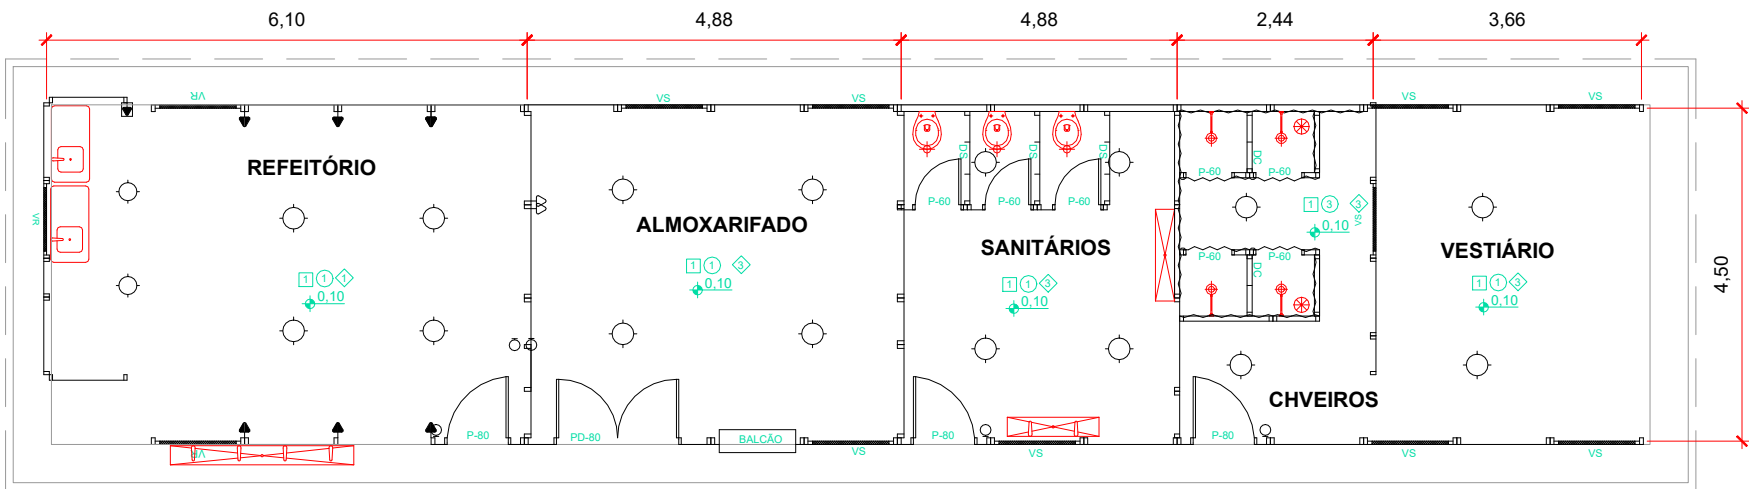 6,10
4,88
4,88
2,44
3,66
VR
VS
VS
VS
VS
REFEITÓRIO
VR
1 1 1
0,10
P-80
VR
ALMOXARIFADO
1 1 3
0,10
PD-80
BALCÃO
VS
DS
DS
DS
P-60
P-60
P-60
SANITÁRIOS
1 1 3
0,10
P-80
VS
DC
P-60
P-60
1 3 3
0,10
VSA
P-60
P-60
DC
CHVEIROS
P-80
VESTIÁRIO
1 1 3
0,10
VS
VS
4,50